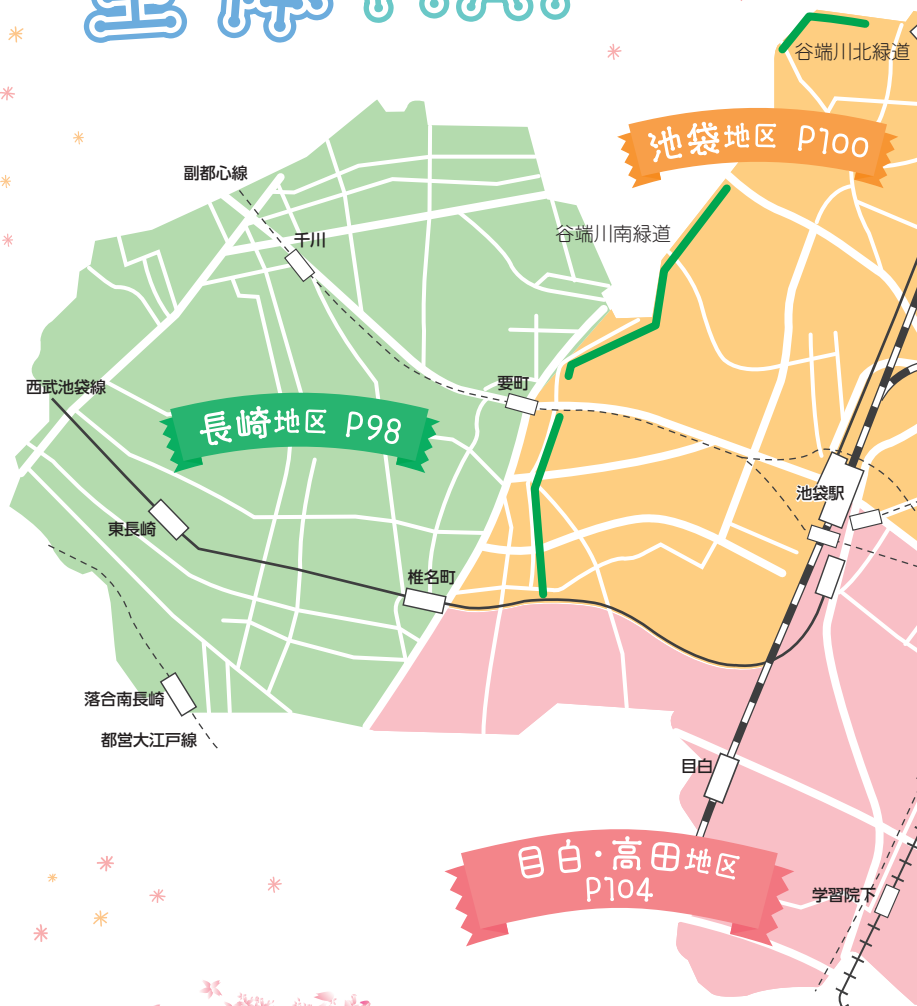 谷端川北緑道
池袋地区 P100
副都心線
谷端川南緑道
千川
西武池袋線
要町
長崎地区 P98
池袋駅
東長崎
椎名町
落合南長崎
都営大江戸線
目白
目白・高田地区
P104
学習院下